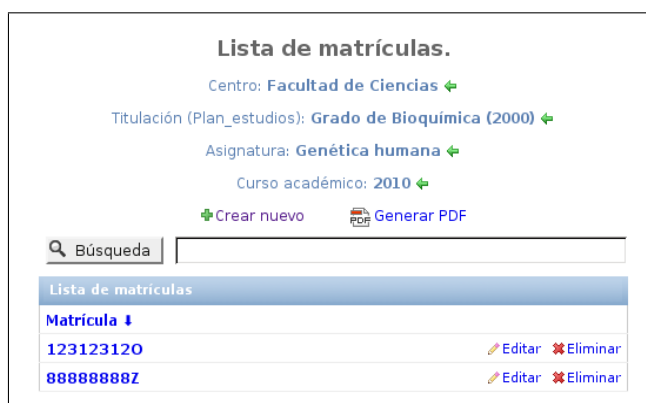 Lista de matrículas.
Centro: Facultad de Ciencias
Titulación (Plan_estudios): Grado de Bioquímica (2000)
Asignatura: Genética humana
Curso académico: 2010
Crear nuevo PDF Generar PDF
Búsqueda
Lista de matrículas
Matrícula
12312312O Editar Eliminar
88888888Z Editar Eliminar